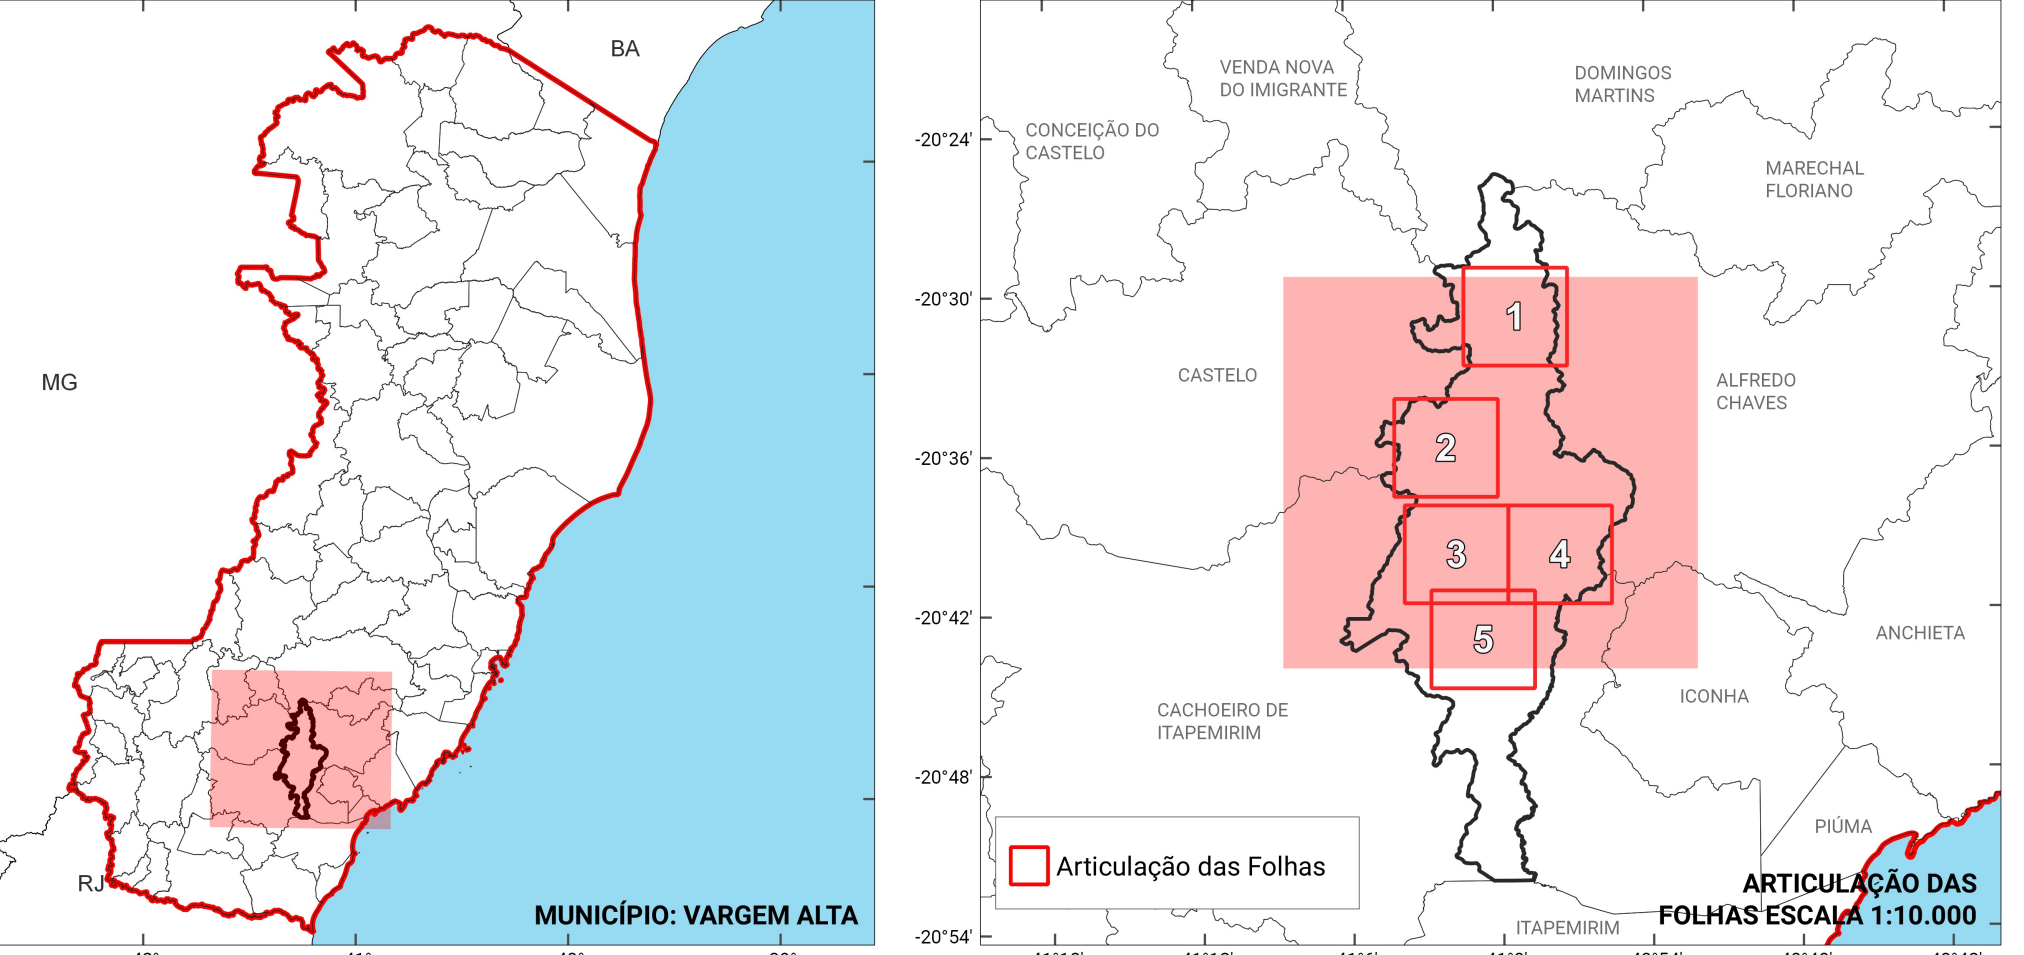 BA
MG
RJ
MUNICÍPIO: VARGEM ALTA
VENDA NOVA
DO IMIGRANTE
DOMINGOS
MARTINS
CONCEIÇÃO DO
CASTELO
MARECHAL
FLORIANO
CASTELO
ALFREDO
CHAVES
ANCHIETA
ICONHA
CACHOEIRO DE
ITAPEMIRIM
PIÚMA
ITAPEMIRIM
-20°24'
-20°30'
-20°36'
-20°42'
-20°48'
-20°54'
1
2
3
4
5
Articulação das Folhas
ARTICULAÇÃO DAS
FOLHAS ESCALA 1:10.000